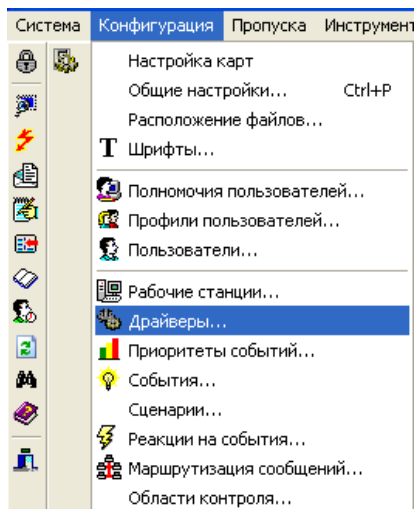 Система Конфигурация Пропуска Инструмент
Настройка карт
Общие настройки... Ctrl+P
Расположение файлов...
T Шрифты...
Полномочия пользователей...
Профили пользователей...
Пользователи...
Рабочие станции...
Драйверы...
Приоритеты событий...
События...
Сценарии...
Реакции на события...
Маршрутизация сообщений...
Области контроля...